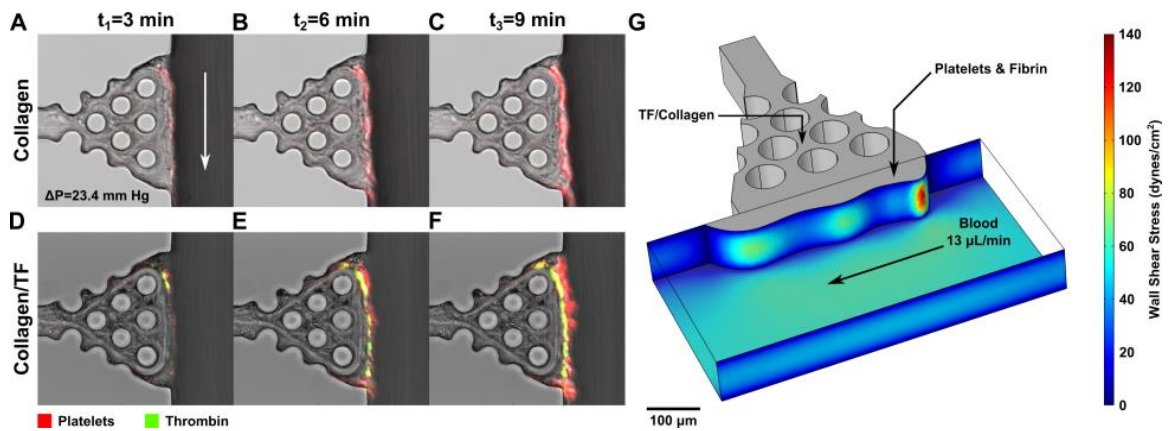 A
t₁=3 min
B
t₂=6 min
C
t₃=9 min
Collagen
ΔP=23.4 mm Hg
D
E
F
Collagen/TF
Platelets
Thrombin
G
TF/Collagen
Platelets & Fibrin
Blood
13 µL/min
100 µm
140
120
100
80
60
40
20
0
Wall Shear Stress (dynes/cm²)